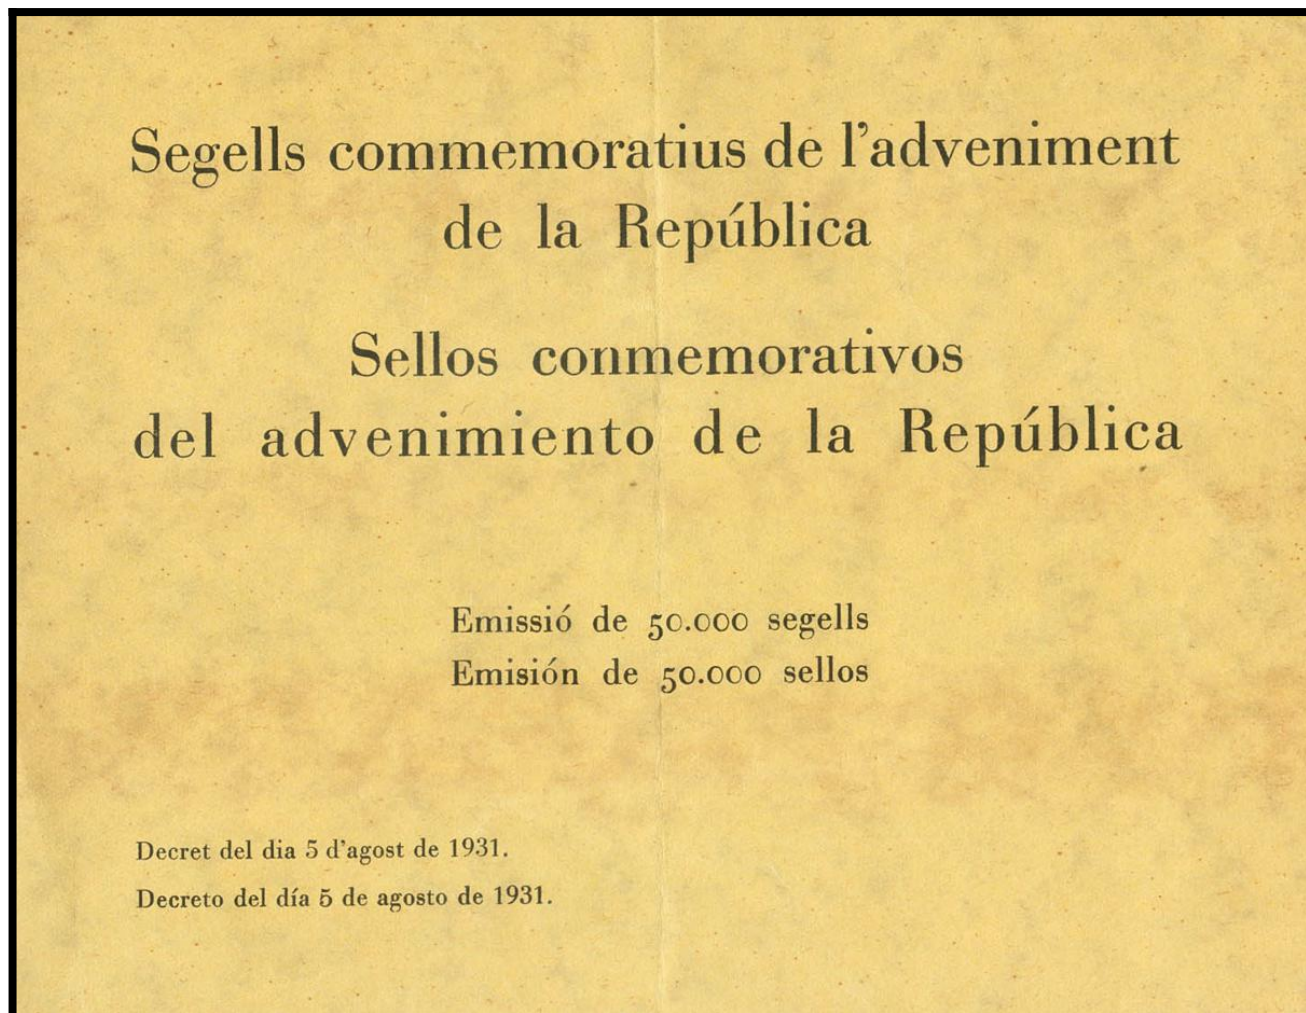 Segells commemoratius de l'adveniment
de la República
Sellos conmemorativos
del advenimiento de la República
Emissió de 50.000 segells
Emisión de 50.000 sellos
Decret del dia 5 d'agost de 1931.
Decreto del día 5 de agosto de 1931.